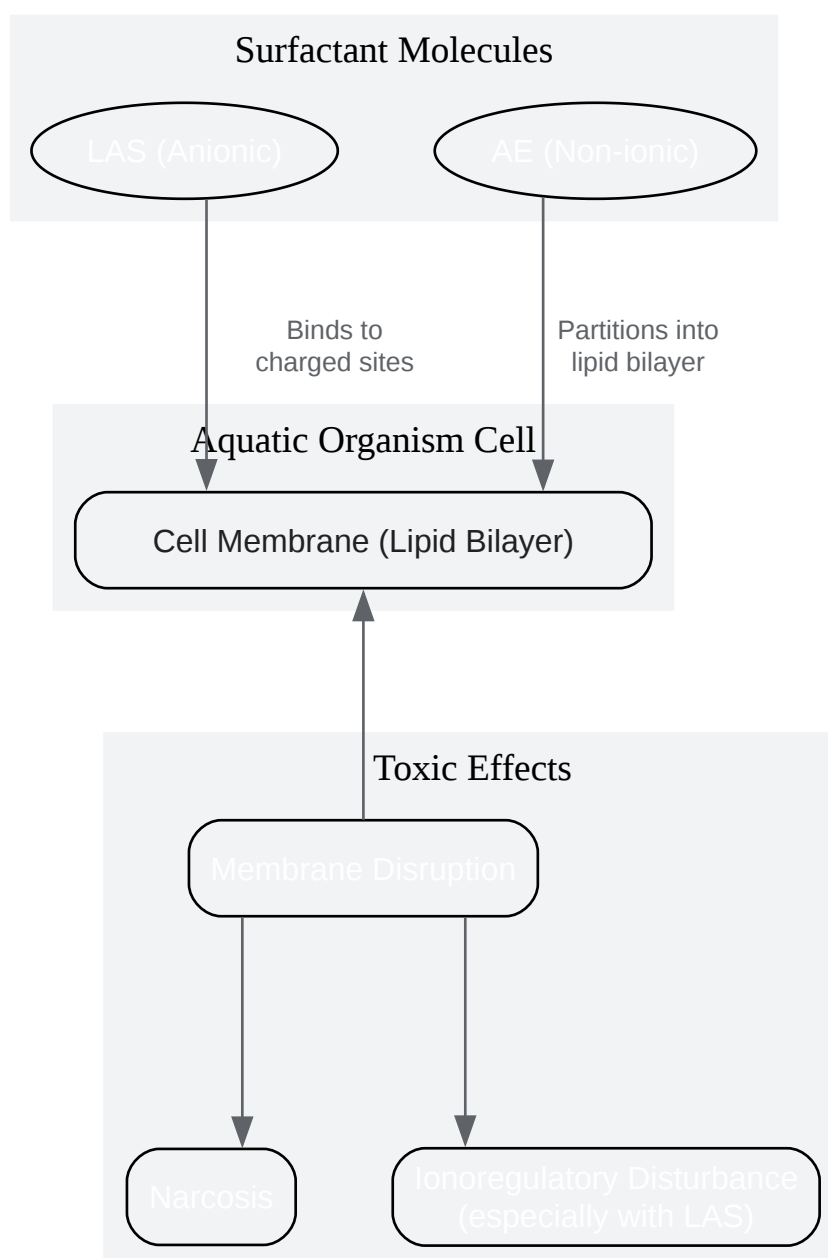 Surfactant Molecules
LAS (Anionic)
AE (Non-ionic)
Binds to
charged sites
Partitions into
lipid bilayer
Aquatic Organism Cell
Cell Membrane (Lipid Bilayer)
Toxic Effects
Membrane Disruption
Narcosis
Ionoregulatory Disturbance
(especially with LAS)